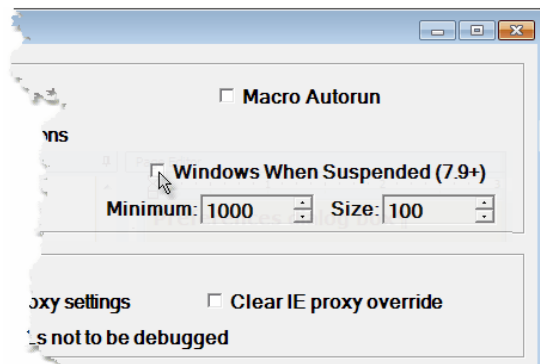 Macro Autorun
ons
Windows When Suspended (7.9+)
Minimum: 1000 Size: 100
oxy settings Clear IE proxy override
s not to be debugged